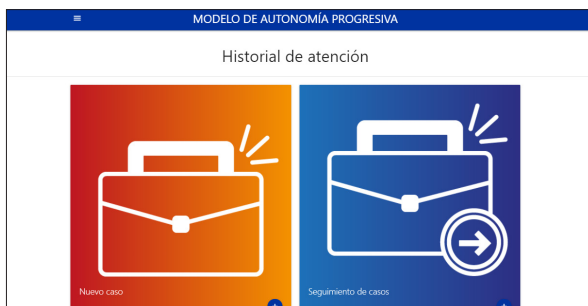 MODELO DE AUTONOMÍA PROGRESIVA
Historial de atención
Nuevo caso
Seguimiento de casos